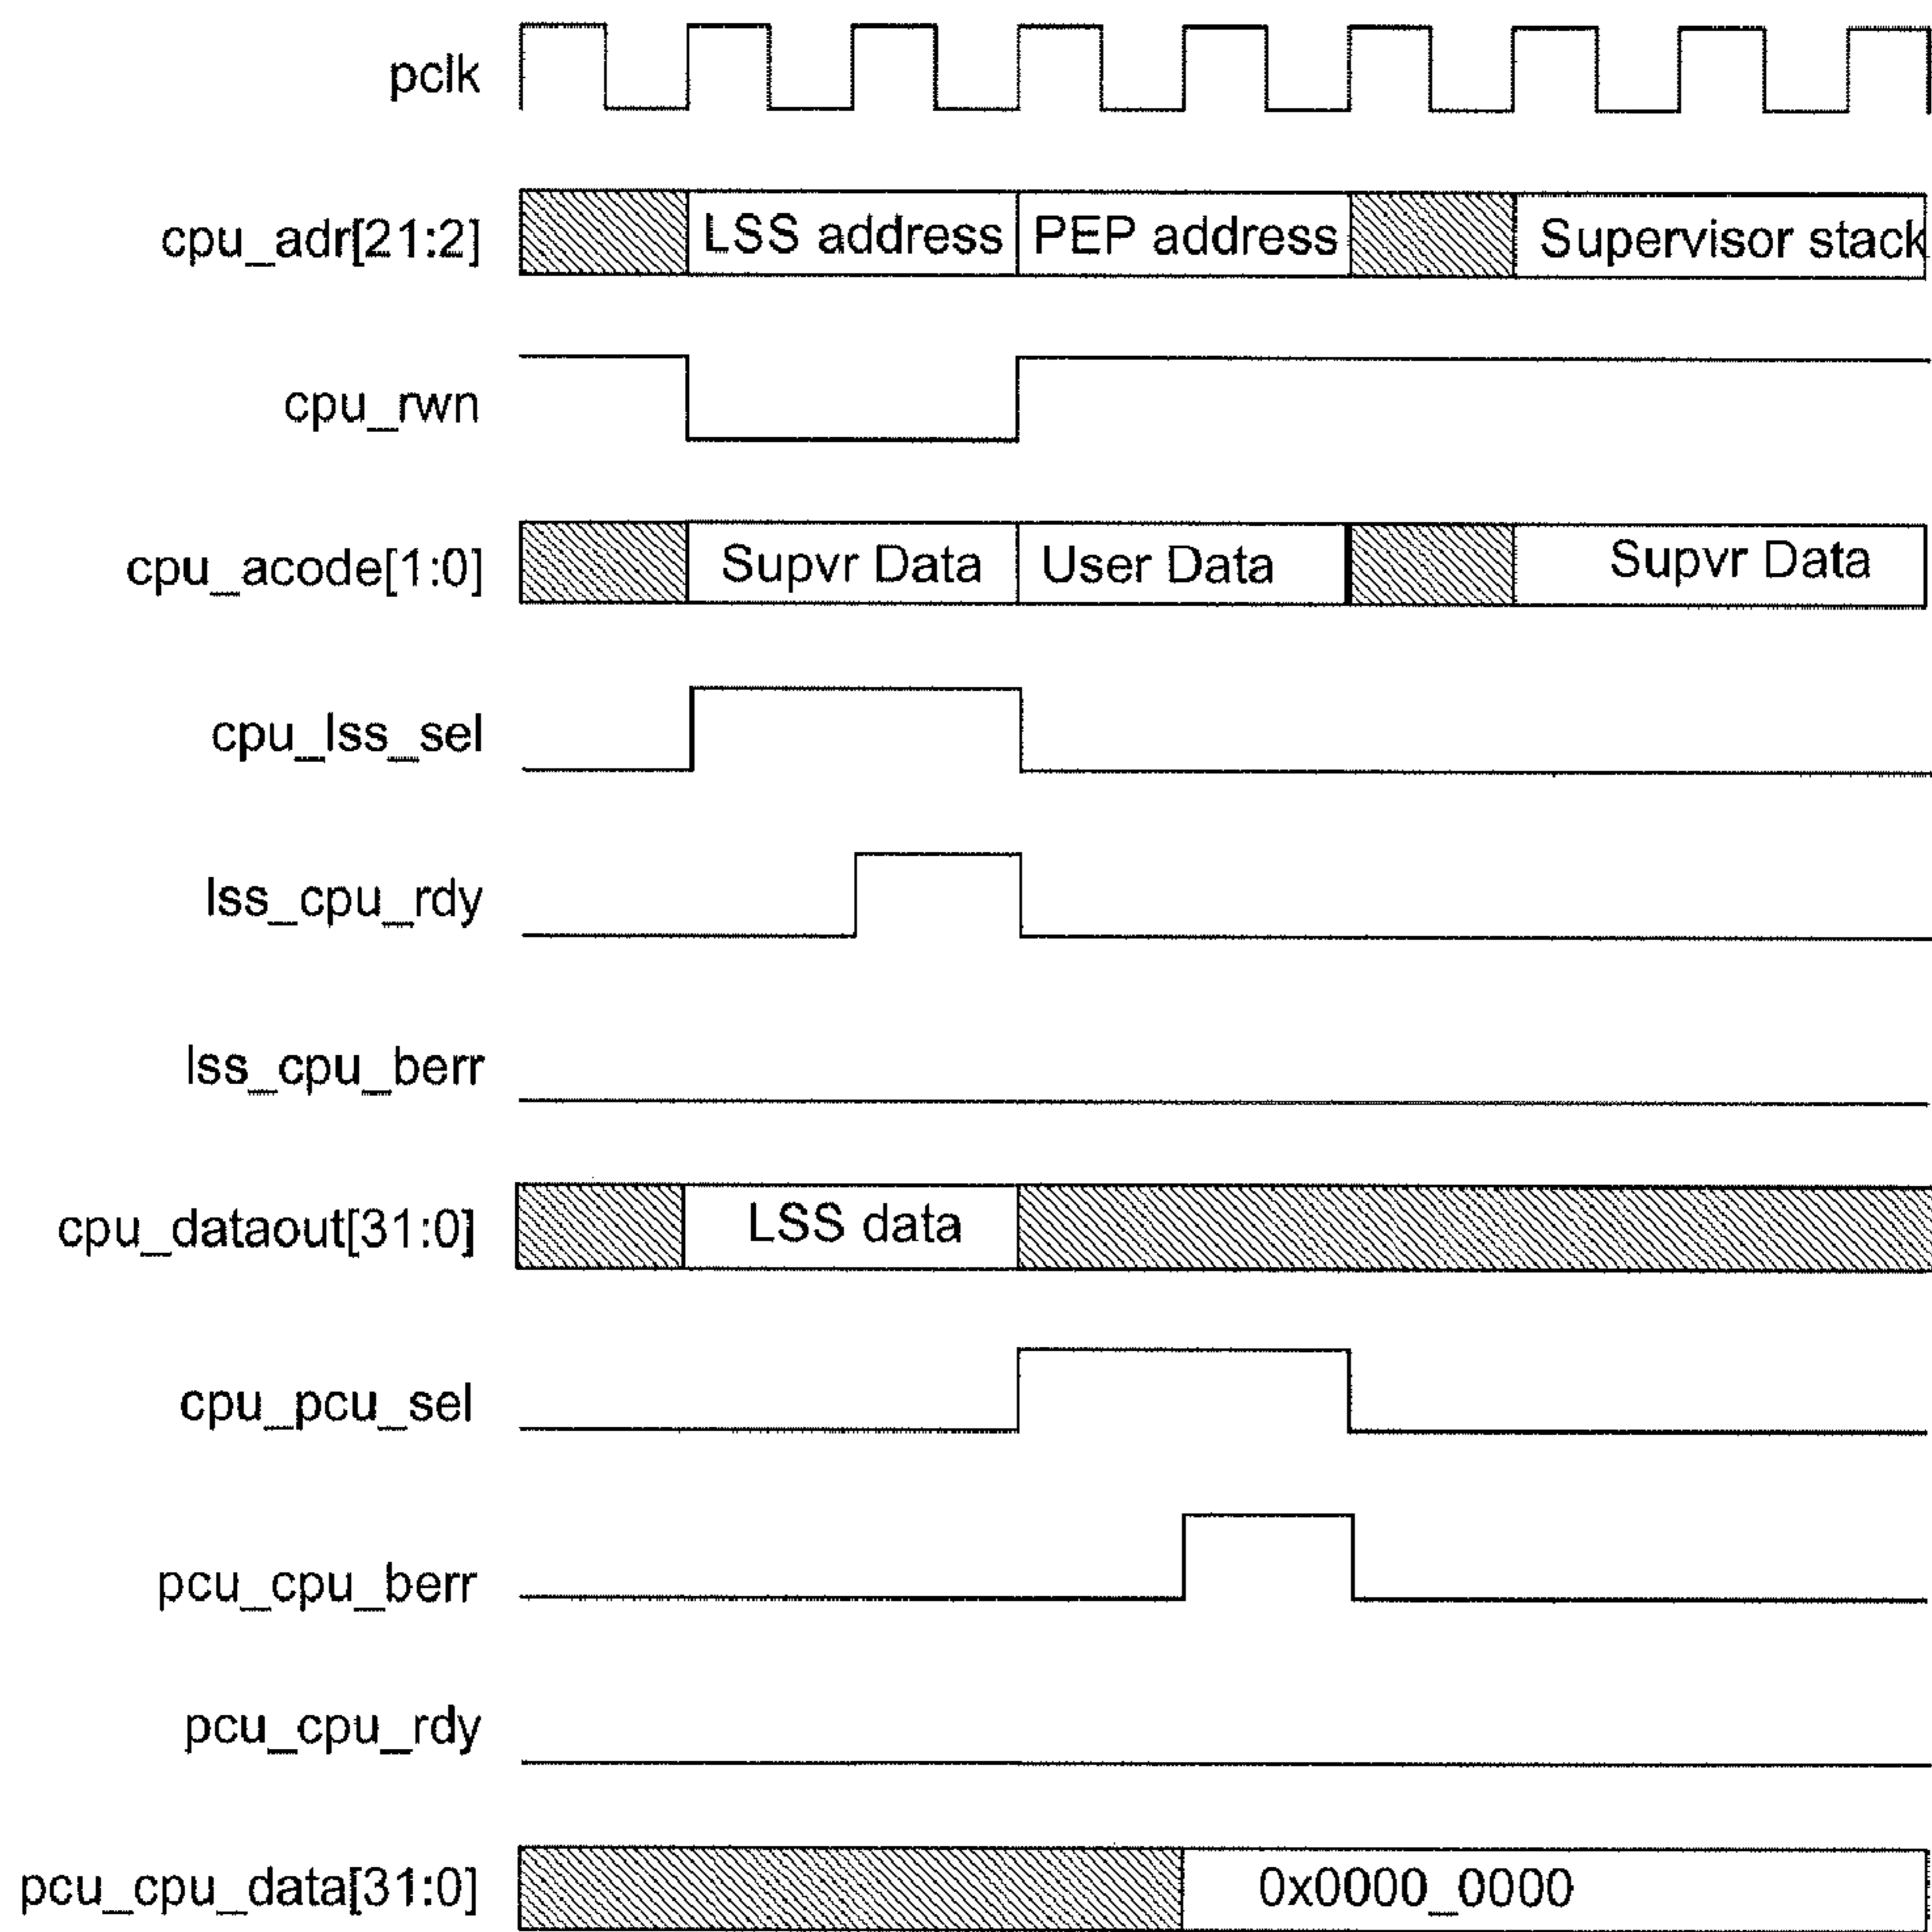 pclk
cpu_adr[21:2] LSS address PEP address Supervisor stack
cpu_rwn
cpu_acode[1:0] Supvr Data User Data Supvr Data
cpu_lss_sel
lss_cpu_rdy
lss_cpu_berr
cpu_dataout[31:0] LSS data
cpu_pcu_sel
pcu_cpu_berr
pcu_cpu_rdy
pcu_cpu_data[31:0] 0x0000_0000